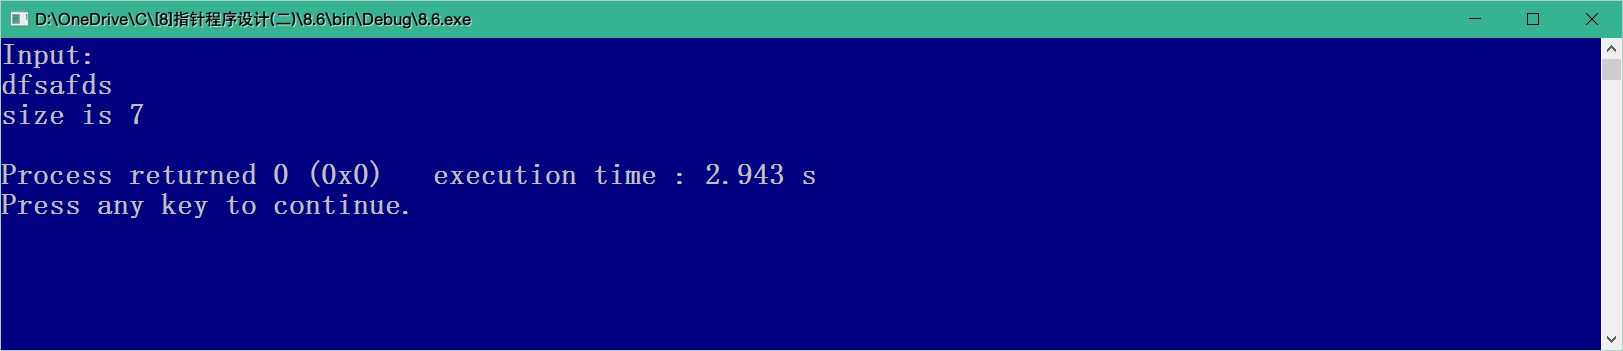 D:\OneDrive\C\[8]指针程序设计(二)\8.6\bin\Debug\8.6.exe
Input:
dfsafds
size is 7
Process returned 0 (0x0)   execution time : 2.943 s
Press any key to continue.